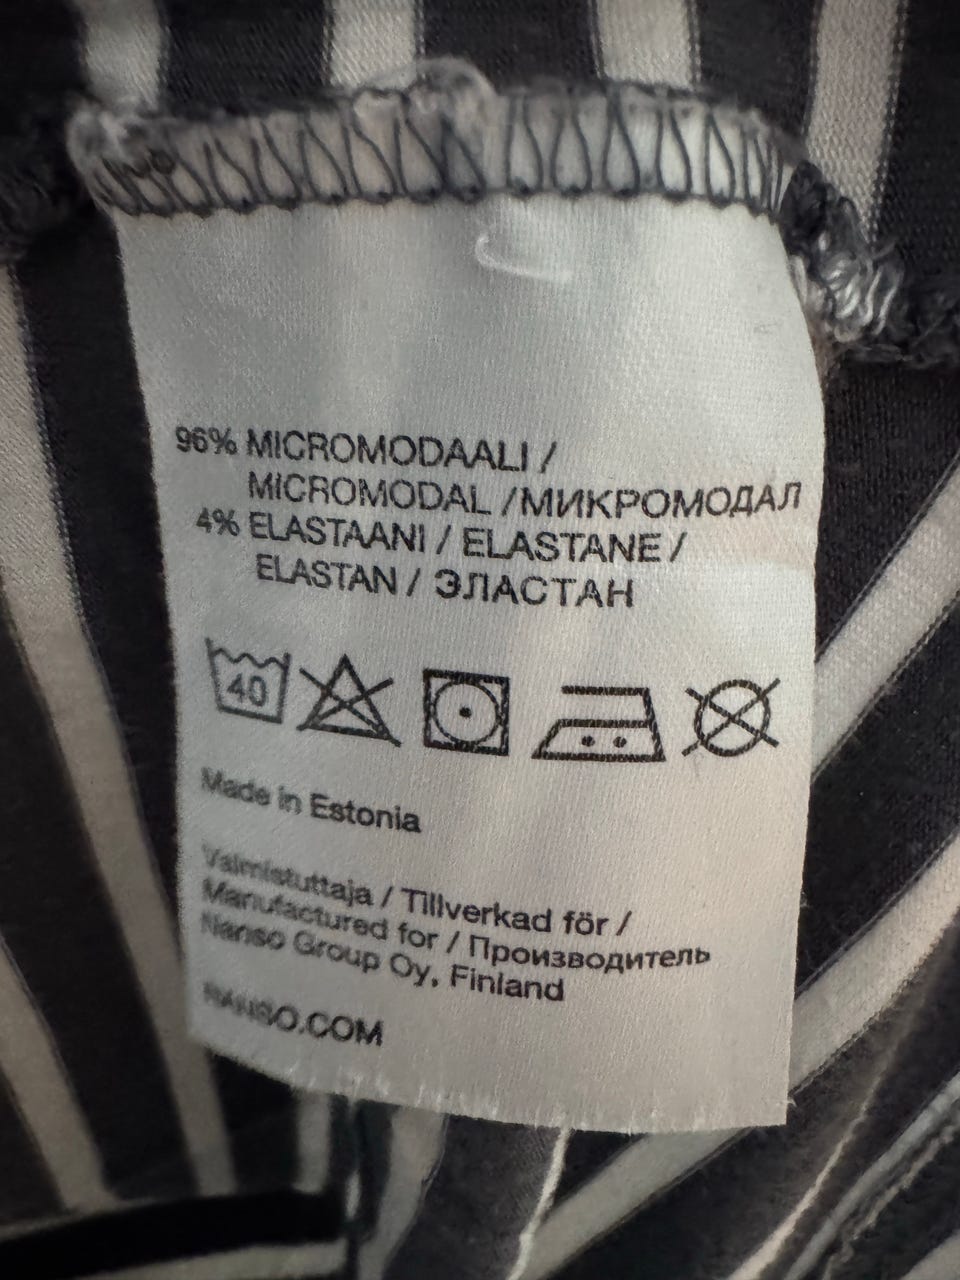 96% MICROMODAALI /
MICROMODAL / МИКРОМОДАЛ
4% ELASTAANI / ELASTANE /
ELASTAN / ЭЛАСТАН
40
Made in Estonia
Valmistuttaja / Tillverkad för /
Manufactured for / Производитель
Nanso Group Oy, Finland
NANSO.COM